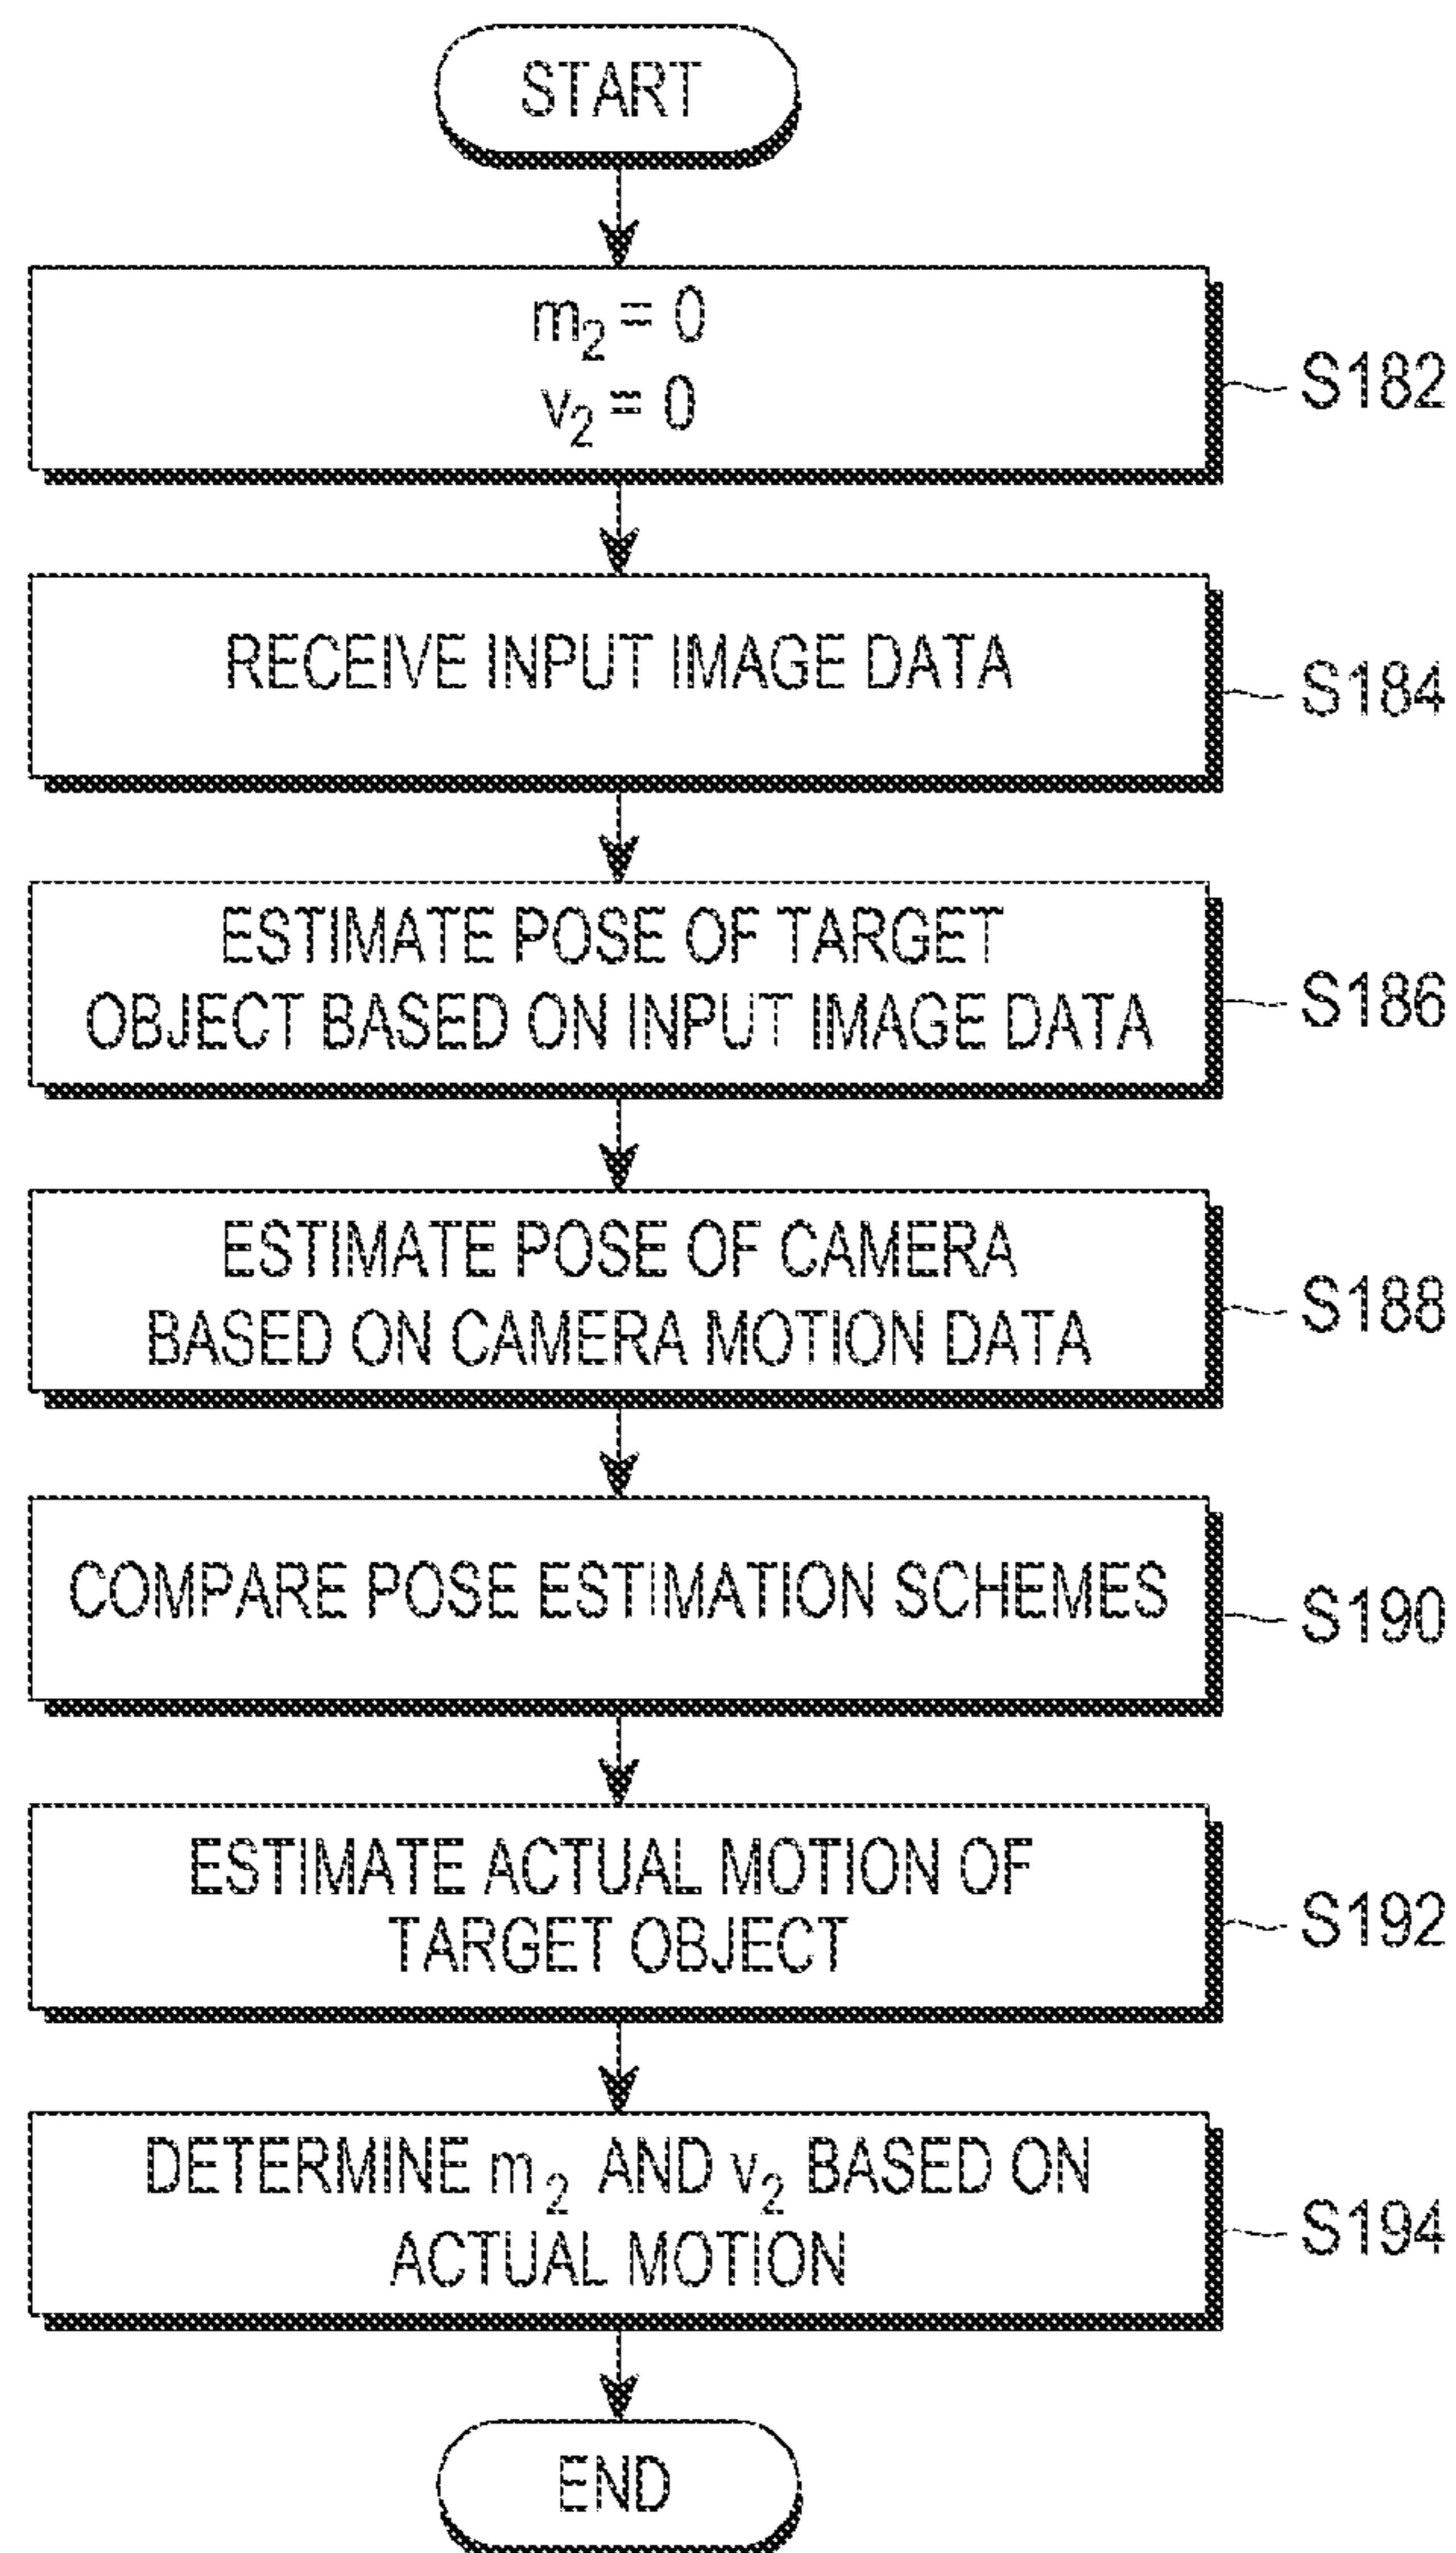 START
m₂ = 0
v₂ = 0
S182
RECEIVE INPUT IMAGE DATA
S184
ESTIMATE POSE OF TARGET
OBJECT BASED ON INPUT IMAGE DATA
S186
ESTIMATE POSE OF CAMERA
BASED ON CAMERA MOTION DATA
S188
COMPARE POSE ESTIMATION SCHEMES
S190
ESTIMATE ACTUAL MOTION OF
TARGET OBJECT
S192
DETERMINE m₂ AND v₂ BASED ON
ACTUAL MOTION
S194
END